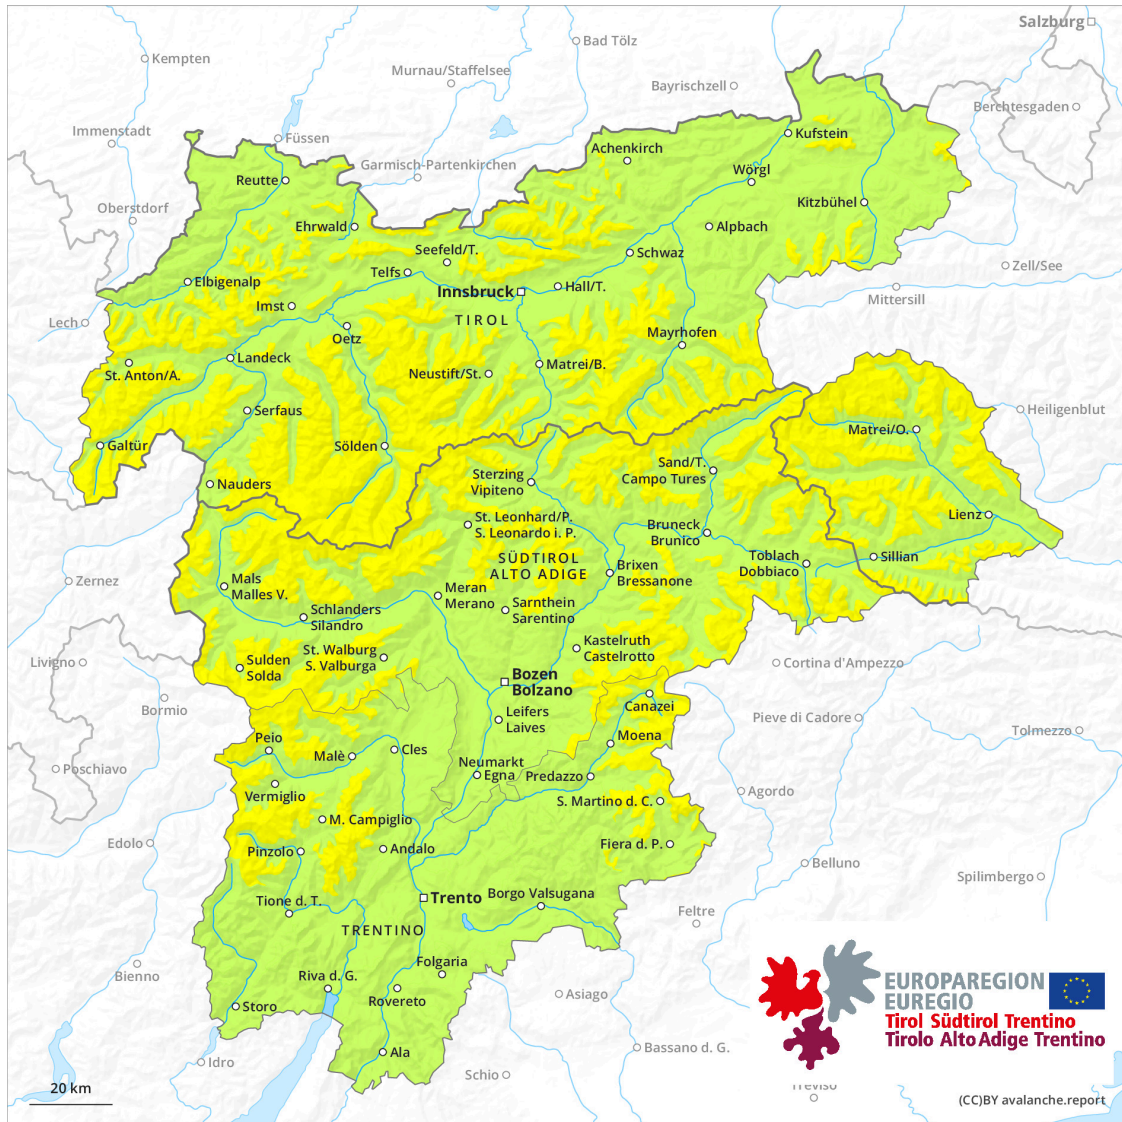 Salzburg
Bad Tölz
Kempten
Murnau/Staffelsee
Bayrischzell
Berchtesgaden
Immenstadt
Füssen
Kufstein
Achenkirch
Garmisch-Partenkirchen
Wörgl
Reutte
Kitzbühel
Oberstdorf
Ehrwald
Alpbach
Seefeld/T.
Schwaz
Zell/See
Telfs
Elbigenalp
Hall/T.
Innsbruck
Mittersill
Imst
TIROL
Lech
Oetz
Mayrhofen
Landeck
Matrei/B.
St. Anton/A.
Neustift/St.
Serfaus
Heiligenblut
Matrei/O.
Galtür
Sölden
Sand/T.
Campo Tures
Sterzing
Vipiteno
Nauders
Lienz
St. Leonhard/P.
S. Leonardo i. P.
Bruneck
Brunico
SÜDTIROL
ALTO ADIGE
Toblach
Dobbiaco
Sillian
Brixen
Bressanone
Zernez
Mals
Malles V.
Meran
Merano
Sarnthein
Sarentino
Schlanders
Silandro
Kastelruth
Castelrotto
St. Walburg
S. Valburga
Livigno
Sulden
Solda
Cortina d'Ampezzo
Bozen
Bolzano
Canazei
Bormio
Leifers
Laives
Pieve di Cadore
Tolmezzo
Peio
Moena
Cles
Malè
Neumarkt
Egna
Poschiavo
Predazzo
Vermiglio
Agordo
S. Martino d. C.
M. Campiglio
Edolo
Pinzolo
Andalo
Fiera d. P.
Belluno
Spilimbergo
Tione d. T.
Trento
Borgo Valsugana
Feltre
TRENTINO
Folgaria
Bienno
Riva d. G.
Rovereto
Asiago
Storo
EUROPAREGION
EUREGIO
Tirol Südtirol Trentino
Tirolo Alto Adige Trentino
Ala
Bassano d. G.
Idro
Schio
Treviso
20 km
(CC)BY avalanche.report